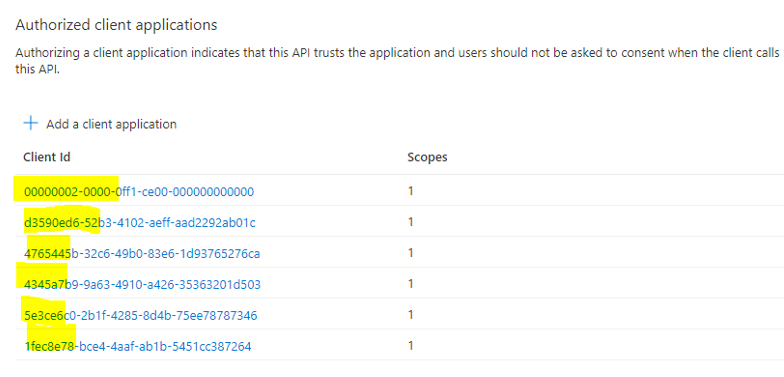 Authorized client applications
Authorizing a client application indicates that this API trusts the application and users should not be asked to consent when the client calls
this API.
+ Add a client application
Client Id Scopes
00000002-0000-0ff1-ce00-000000000000 1
d3590ed6-52b3-4102-aeff-aad2292ab01c 1
4765445b-32c6-49b0-83e6-1d93765276ca 1
4345a7b9-9a63-4910-a426-35363201d503 1
5e3ce6c0-2b1f-4285-8d4b-75ee78787346 1
1fec8e78-bce4-4aaf-ab1b-5451cc387264 1